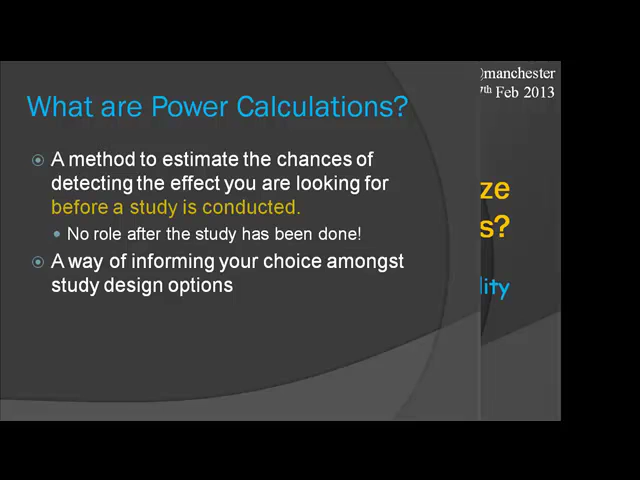 What are Power Calculations?
A method to estimate the chances of
detecting the effect you are looking for
before a study is conducted.
No role after the study has been done!
A way of informing your choice amongst
study design options
manchester
7th Feb 2013
ze
s?
lity